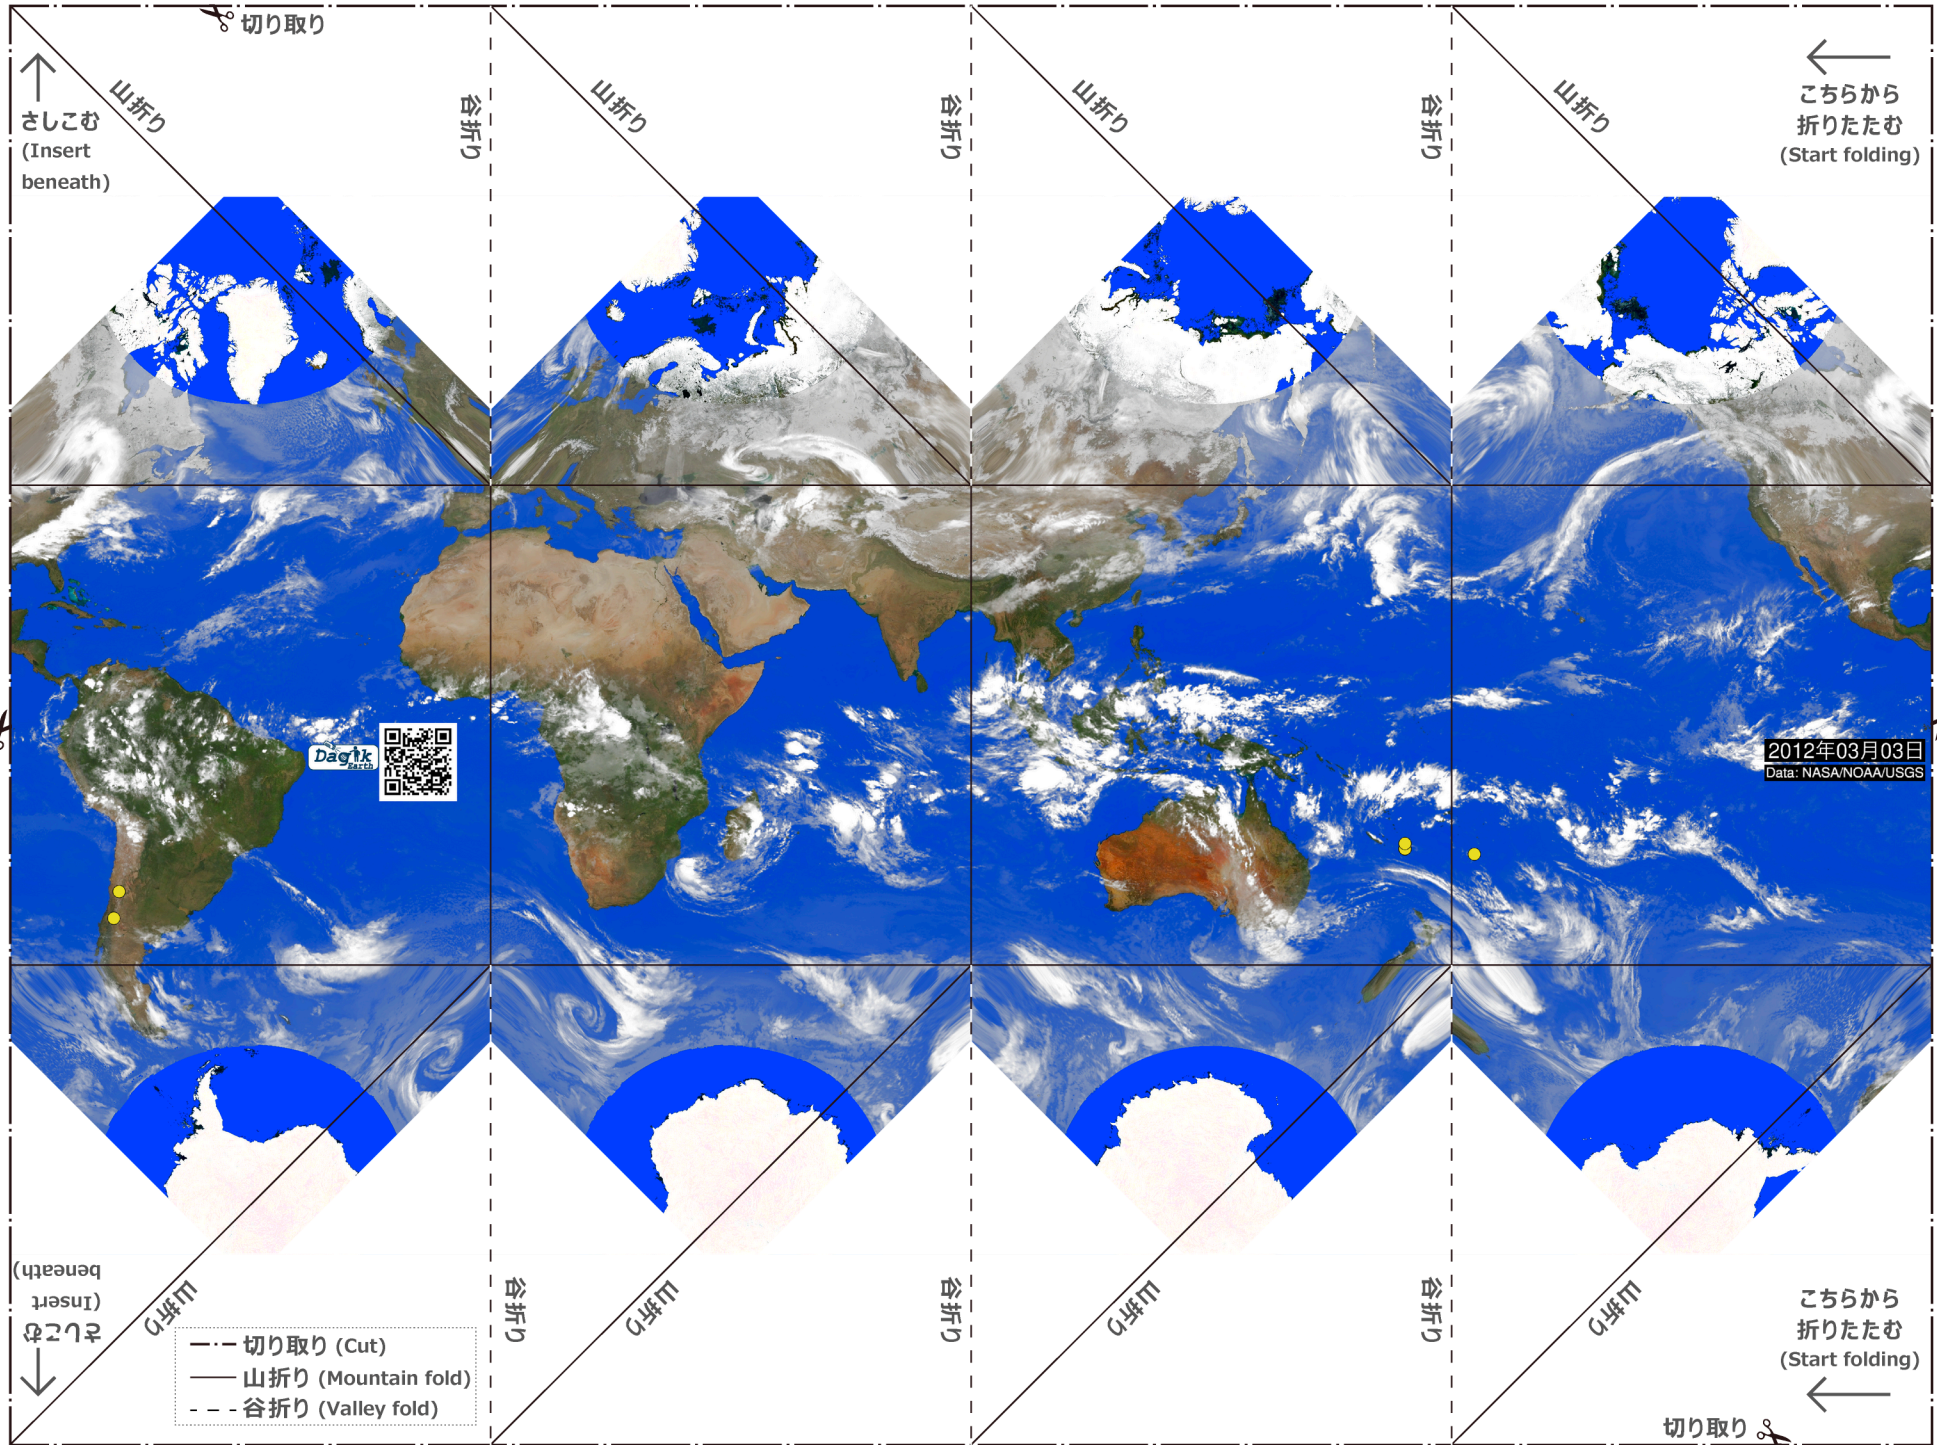 切り取り
さしこむ
(Insert
beneath)
山折り
谷折り
山折り
谷折り
山折り
谷折り
山折り
こちらから
折りたたむ
(Start folding)
Dagik
Earth
2012年03月03日
Data: NASA/NOAA/USGS
さしこむ
(Insert
beneath)
山折り
谷折り
山折り
谷折り
山折り
谷折り
山折り
こちらから
折りたたむ
(Start folding)
切り取り (Cut)
山折り (Mountain fold)
谷折り (Valley fold)
切り取り